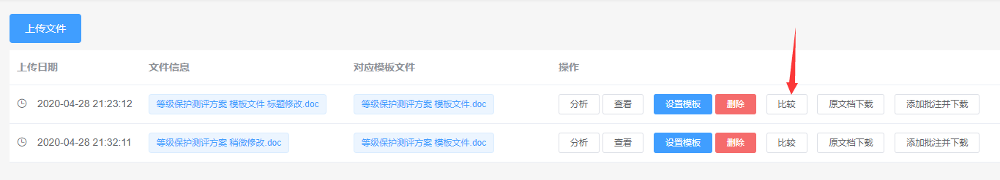 上传文件
上传日期 文件信息 对应模板文件 操作
2020-04-28 21:23:12 等级保护测评方案 模板文件 标题修改.doc 等级保护测评方案 模板文件.doc 分析 查看 设置模板 删除 比较 原文档下载 添加批注并下载
2020-04-28 21:32:11 等级保护测评方案 稍微修改.doc 等级保护测评方案 模板文件.doc 分析 查看 设置模板 删除 比较 原文档下载 添加批注并下载